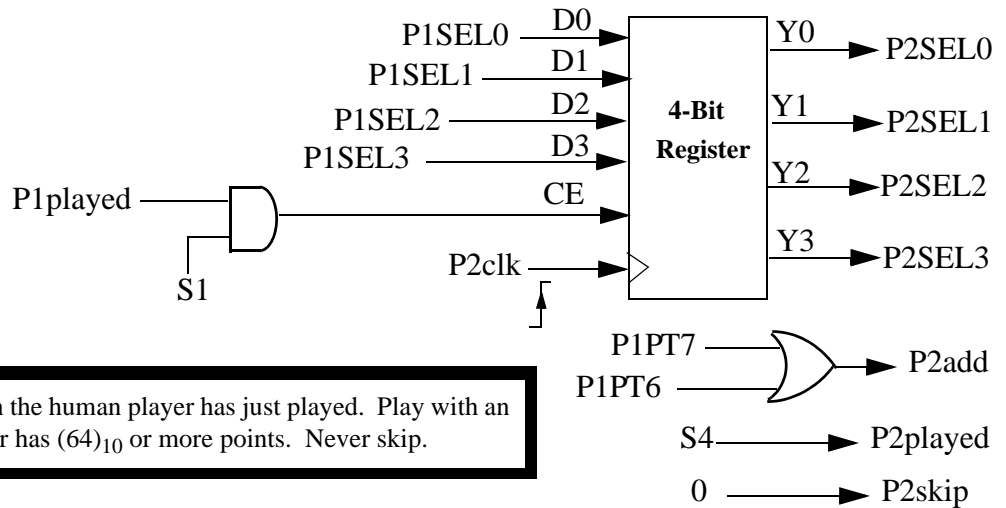 P1SEL0 D0 Y0 P2SEL0
P1SEL1 D1
P1SEL2 D2 4-Bit Y1 P2SEL1
P1SEL3 D3 Register
P1played CE Y2 P2SEL2
S1 P2clk Y3 P2SEL3
P1PT7
P1PT6 P2add
the human player has just played. Play with an
has (64)10 or more points. Never skip.
S4 P2played
0 P2skip